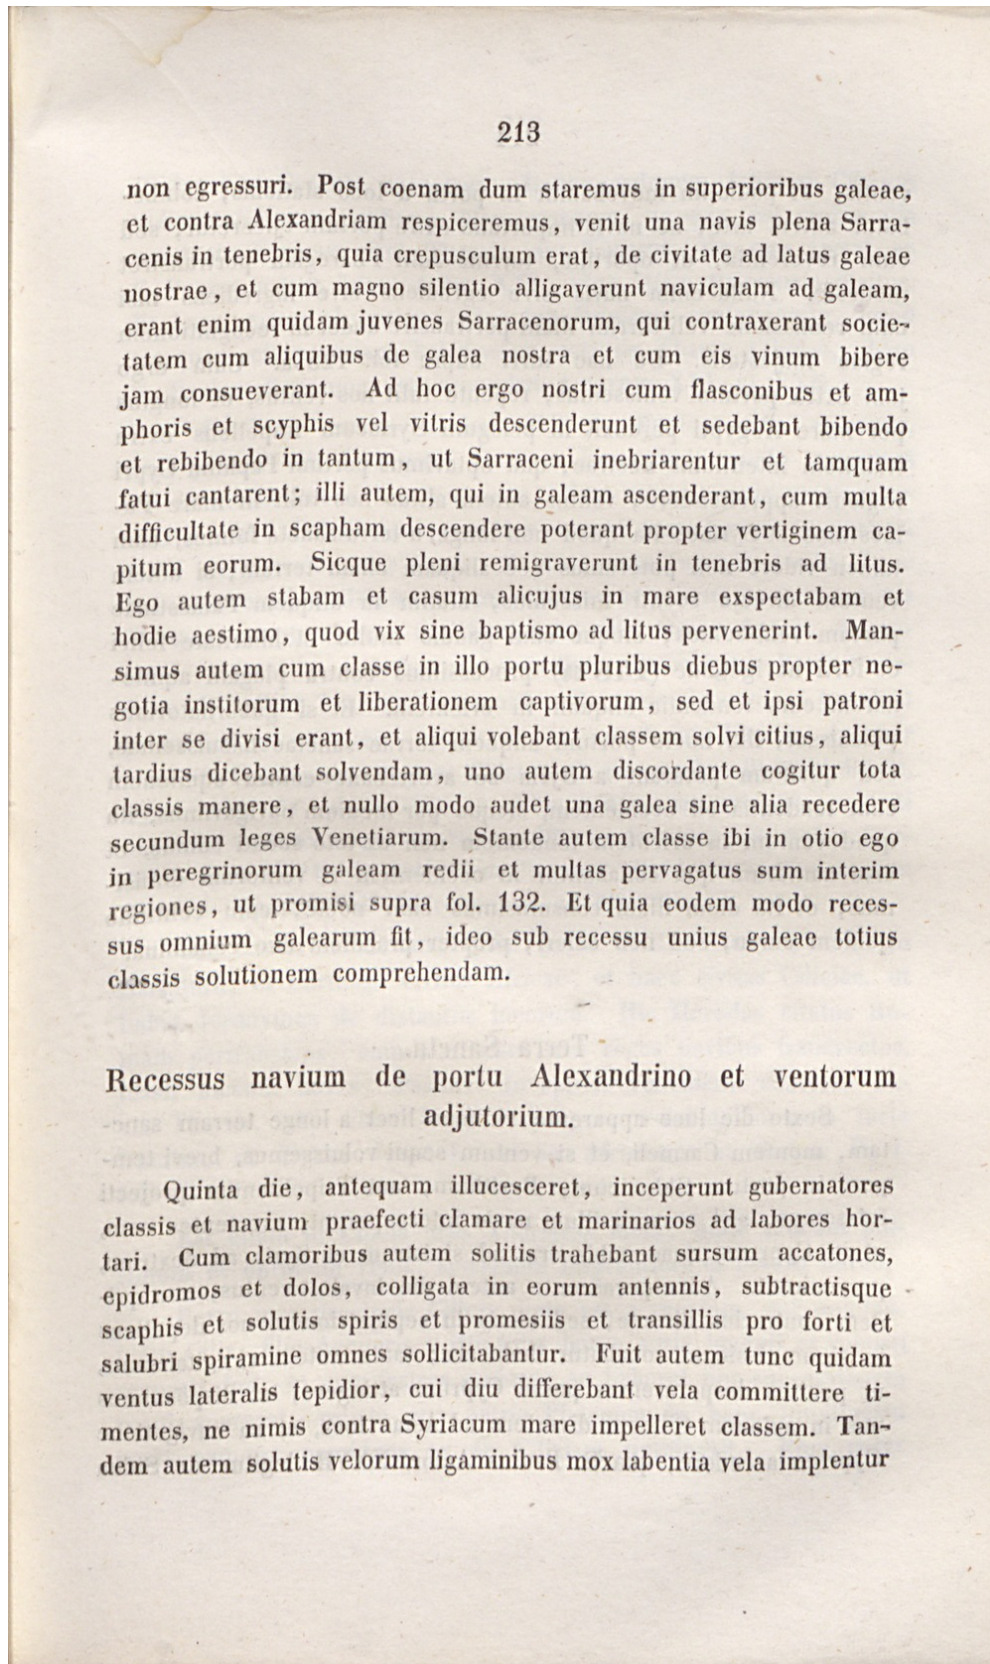 213
non egressuri. Post coenam dum staremus in superioribus galeae,
et contra Alexandriam respiceremus, venit una navis plena Sarra-
cenis in tenebris, quia crepusculum erat, de civitate ad latus galeae
nostrae, et cum magno silentio alligaverunt naviculam ad galeam,
erant enim quidam juvenes Sarracenorum, qui contraxerant socie-
tatem cum aliquibus de galea nostra et cum eis vinum bibere
jam consueverant. Ad hoc ergo nostri cum flasconibus et am-
phoris et scyphis vel vitris descenderunt et sedebant bibendo
et rebibendo in tantum, ut Sarraceni inebriarentur et tamquam
fatui cantarent; illi autem, qui in galeam ascenderant, cum multa
difficultate in scapham descendere poterant propter vertiginem ca-
pitum eorum. Sicque pleni remigraverunt in tenebris ad litus.
Ego autem stabam et casum alicujus in mare exspectabam et
hodie aestimo, quod vix sine baptismo ad litus pervenerint. Man-
simus autem cum classe in illo portu pluribus diebus propter ne-
gotia institorum et liberationem captivorum, sed et ipsi patroni
inter se divisi erant, et aliqui volebant classem solvi citius, aliqui
tardius dicebant solvendam, uno autem discordante cogitur tota
classis manere, et nullo modo audet una galea sine alia recedere
secundum leges Venetiarum. Stante autem classe ibi in otio ego
in peregrinorum galeam redii et multas pervagatus sum interim
regiones, ut promisi supra fol. 132. Et quia eodem modo reces-
sus omnium galearum fit, ideo sub recessu unius galeae totius
classis solutionem comprehendam.
Recessus navium de portu Alexandrino et ventorum
adjutorium.
Quinta die, antequam illucesceret, inceperunt gubernatores
classis et navium praefecti clamare et marinarios ad labores hor-
tari. Cum clamoribus autem solitis trahebant sursum accatones,
epidromos et dolos, colligata in eorum antennis, subtractisque
scaphis et solutis spiris et promesiis et transillis pro forti et
salubri spiramine omnes sollicitabantur. Fuit autem tunc quidam
ventus lateralis tepidior, cui diu differebant vela committere ti-
mentes, ne nimis contra Syriacum mare impelleret classem. Tan-
dem autem solutis velorum ligaminibus mox labentia vela implentur